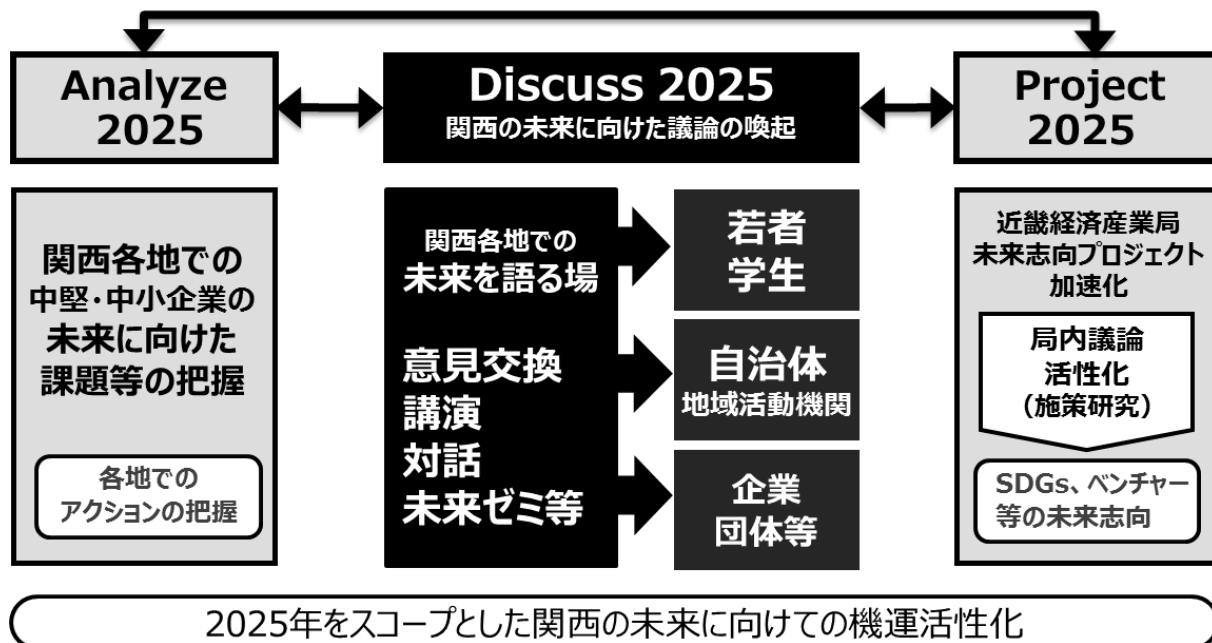 Analyze
2025
Discuss 2025
関西の未来に向けた議論の喚起
Project
2025
関西各地での
中堅・中小企業の
未来に向けた
課題等の把握
各地での
アクションの把握
関西各地での
未来を語る場
意見交換
講演
対話
未来ゼミ等
若者
学生
自治体
地域活動機関
企業
団体等
近畿経済産業局
未来志向プロジェクト
加速化
局内議論
活性化
（施策研究）
SDGs、ベンチャー
等の未来志向
2025年をスコープとした関西の未来に向けての機運活性化